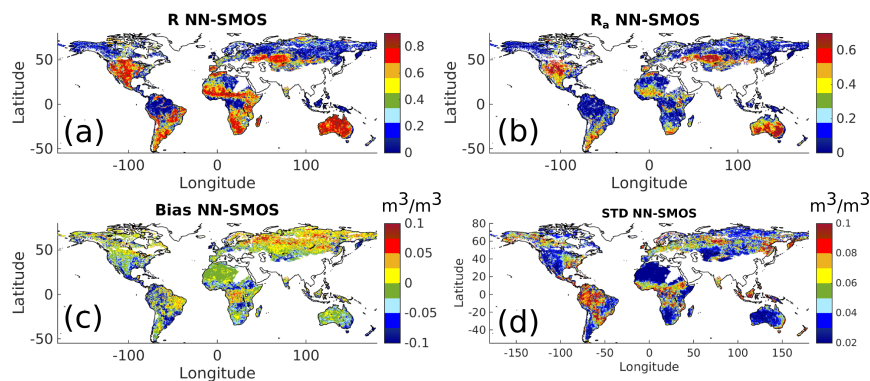 R NN-SMOS
Latitude
50
0
-50
(a)
-100
0
100
Longitude
0.8
0.6
0.4
0.2
0
Rₐ NN-SMOS
Latitude
50
0
-50
(b)
-100
0
100
Longitude
0.6
0.4
0.2
0
Bias NN-SMOS
m³/m³
Latitude
50
0
-50
(c)
-100
0
100
Longitude
0.1
0.05
0
-0.05
-0.1
STD NN-SMOS
m³/m³
Latitude
80
60
40
20
0
-20
-40
(d)
-150
-100
-50
0
50
100
150
Longitude
0.1
0.08
0.06
0.04
0.02